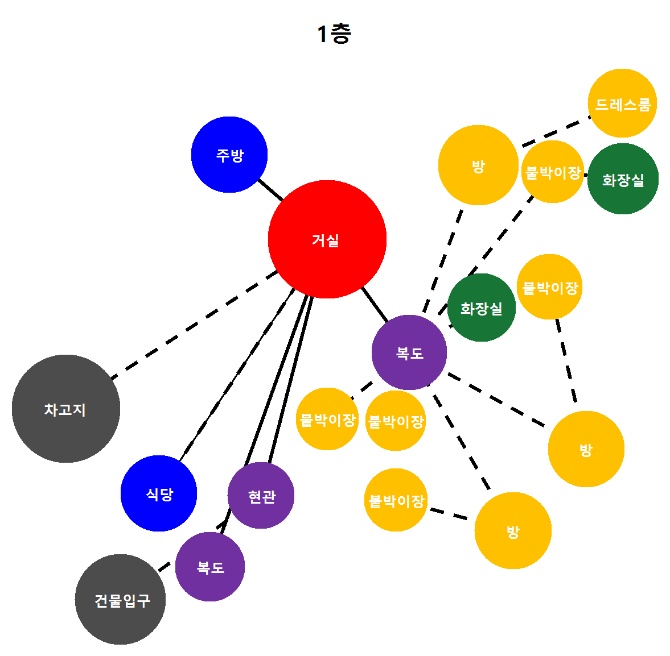 1층
드레스룸
주방
방
붙박이장
화장실
거실
붙박이장
화장실
복도
차고지
붙박이장
붙박이장
방
식당
현관
붙박이장
방
복도
건물입구